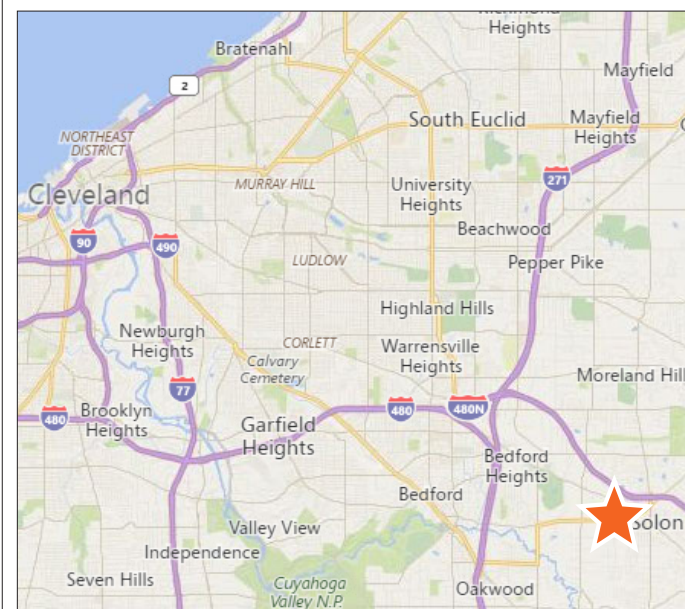 Heights
Bratenahl
Mayfield
2
South Euclid
Mayfield
Heights
NORTHEAST
DISTRICT
271
MURRAY HILL
University
Heights
Cleveland
Beachwood
90
490
LUDLOW
Pepper Pike
Highland Hills
Newburgh
Heights
CORLETT
Warrensville
Heights
Calvary
Cemetery
77
Moreland Hill
480
Brooklyn
Heights
480
480N
Garfield
Heights
Bedford
Heights
Bedford
Solon
Valley View
Independence
Seven Hills
Cuyahoga
Valley N.P.
Oakwood